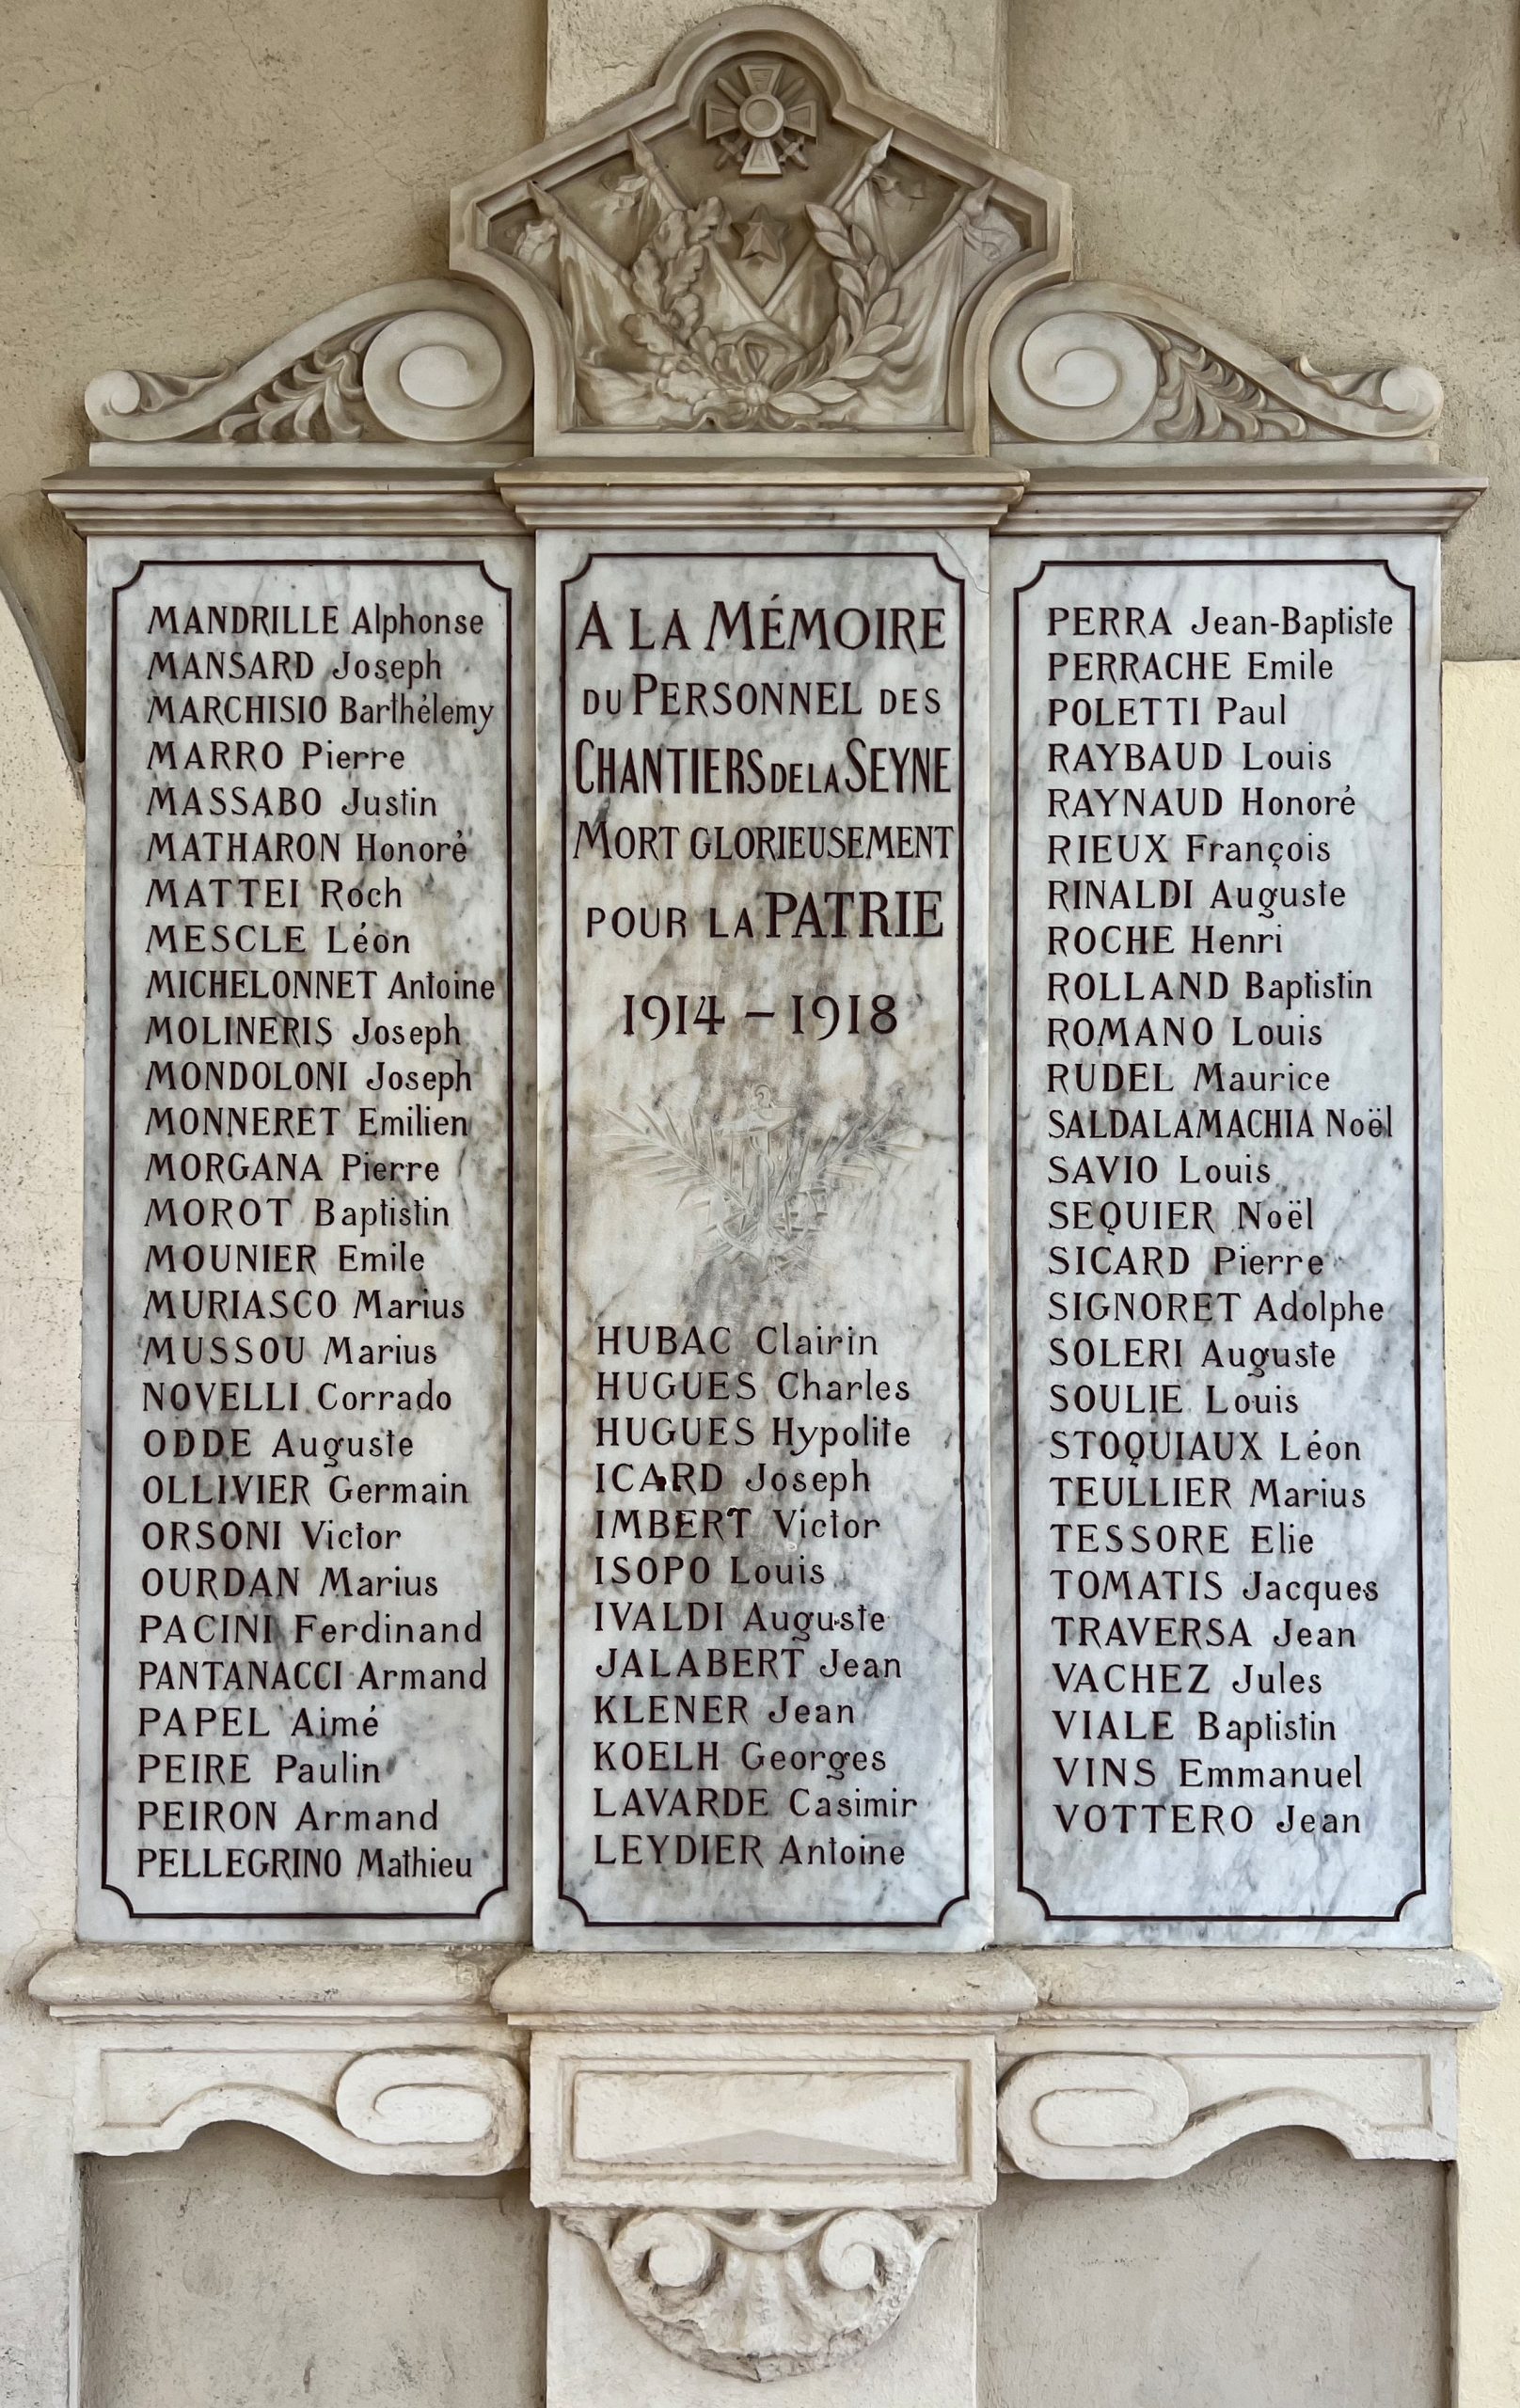 MANDRILLE Alphonse
MANSARD Joseph
MARCHISIO Barthélemy
MARRO Pierre
MASSABO Justin
MATHARON Honoré
MATTEI Roch
MESCLE Léon
MICHELONNET Antoine
MOLINERIS Joseph
MONDOLONI Joseph
MONNERET Emilien
MORGANA Pierre
MOROT Baptistin
MOUNIER Emile
MURIASCO Marius
MUSSOU Marius
NOVELLI Corrado
ODDE Auguste
OLLIVIER Germain
ORSONI Victor
OURDAN Marius
PACINI Ferdinand
PANTANACCI Armand
PAPEL Aimé
PEIRE Paulin
PEIRON Armand
PELLEGRINO Mathieu
A LA MÉMOIRE
DU PERSONNEL DES
CHANTIERS DE LA SEYNE
MORT GLORIEUSEMENT
POUR LA PATRIE
1914 – 1918
HUBAC Clairin
HUGUES Charles
HUGUES Hypolite
ICARD Joseph
IMBERT Victor
ISOPO Louis
IVALDI Auguste
JALABERT Jean
KLENER Jean
KOELH Georges
LAVARDE Casimir
LEYDIER Antoine
PERRA Jean-Baptiste
PERRACHE Emile
POLETTI Paul
RAYBAUD Louis
RAYNAUD Honoré
RIEUX François
RINALDI Auguste
ROCHE Henri
ROLLAND Baptistin
ROMANO Louis
RUDEL Maurice
SALDALAMACHIA Noël
SAVIO Louis
SEQUIER Noël
SICARD Pierre
SIGNORET Adolphe
SOLERI Auguste
SOULIE Louis
STOQUIAUX Léon
TEULLIER Marius
TESSORE Elie
TOMATIS Jacques
TRAVERSA Jean
VACHEZ Jules
VIALE Baptistin
VINS Emmanuel
VOTTERO Jean